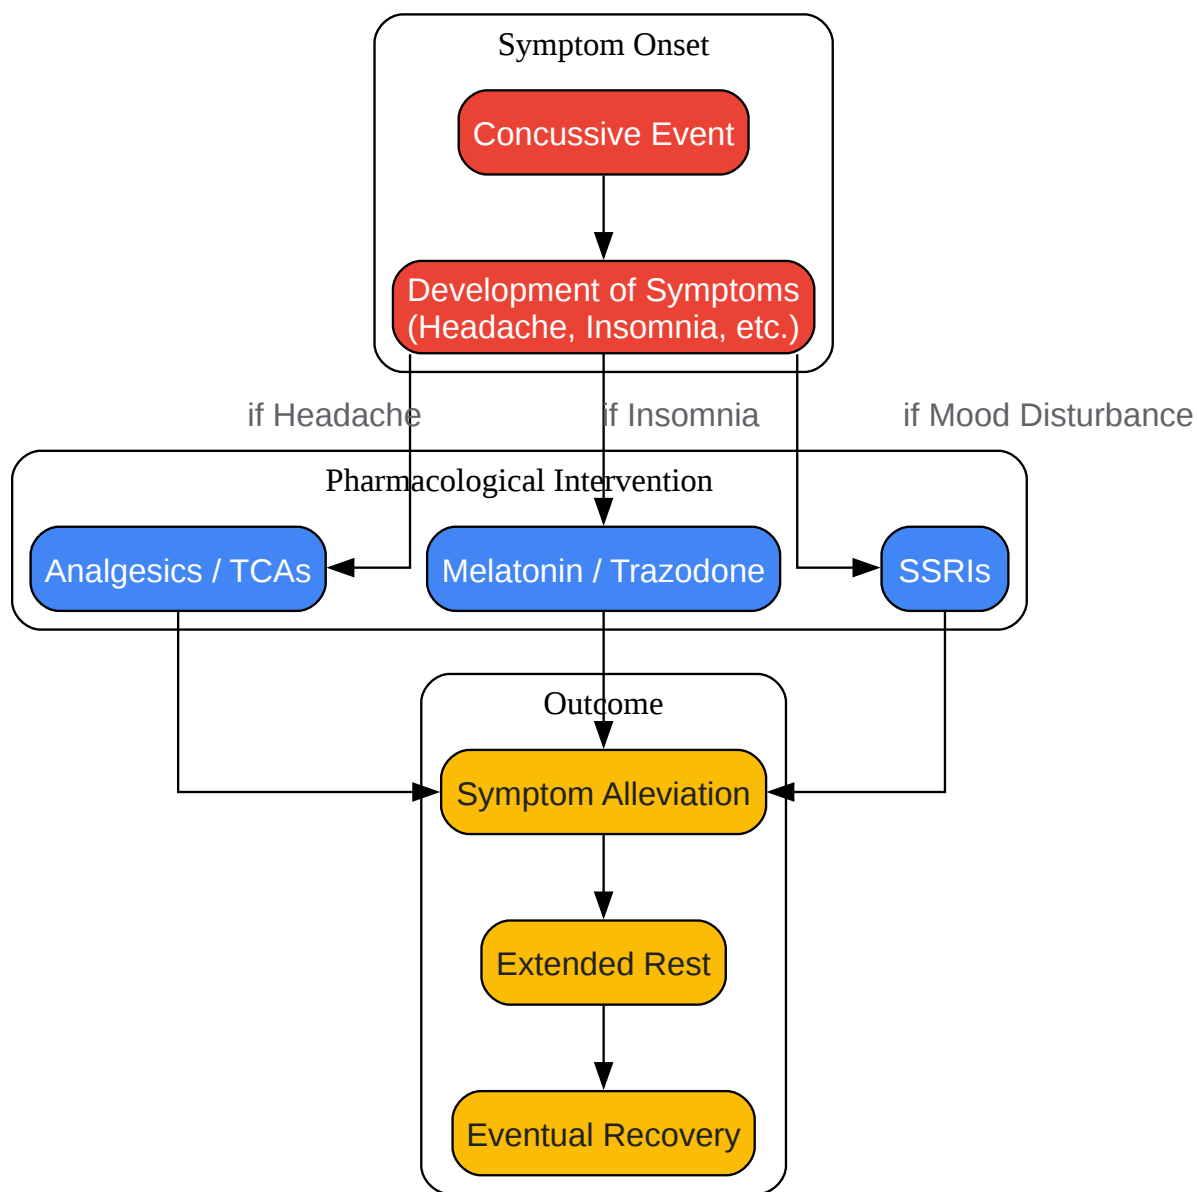 Symptom Onset
Concussive Event
Development of Symptoms
(Headache, Insomnia, etc.)
if Headache
if Insomnia
if Mood Disturbance
Pharmacological Intervention
Analgesics / TCAs
Melatonin / Trazodone
SSRIs
Outcome
Symptom Alleviation
Extended Rest
Eventual Recovery